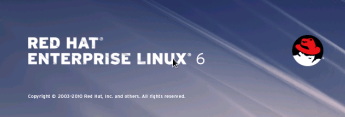 RED HAT®
ENTERPRISE LINUX® 6
Copyright © 2003-2010 Red Hat, Inc. and others. All rights reserved.